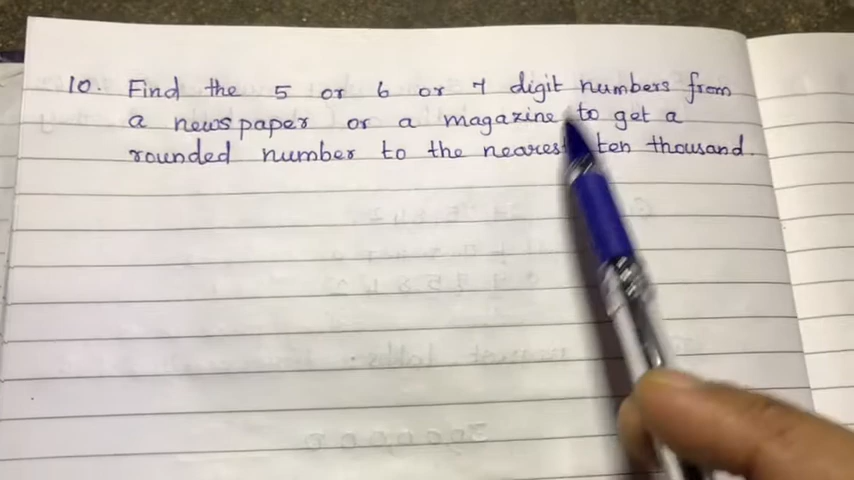 10. Find the 5 or 6 or 7 digit numbers from
a newspaper or a magazine to get a
rounded number to the nearest ten thousand.